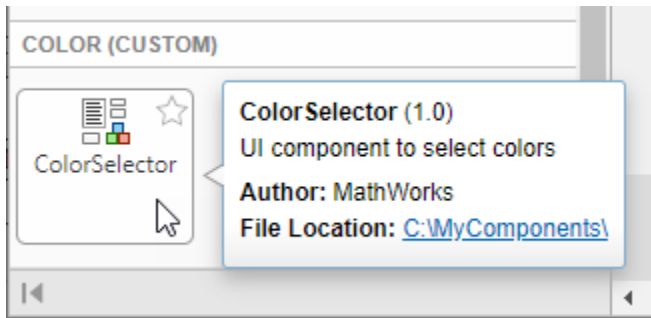 COLOR (CUSTOM)
ColorSelector
ColorSelector (1.0)
UI component to select colors
Author: MathWorks
File Location: C:\MyComponents\